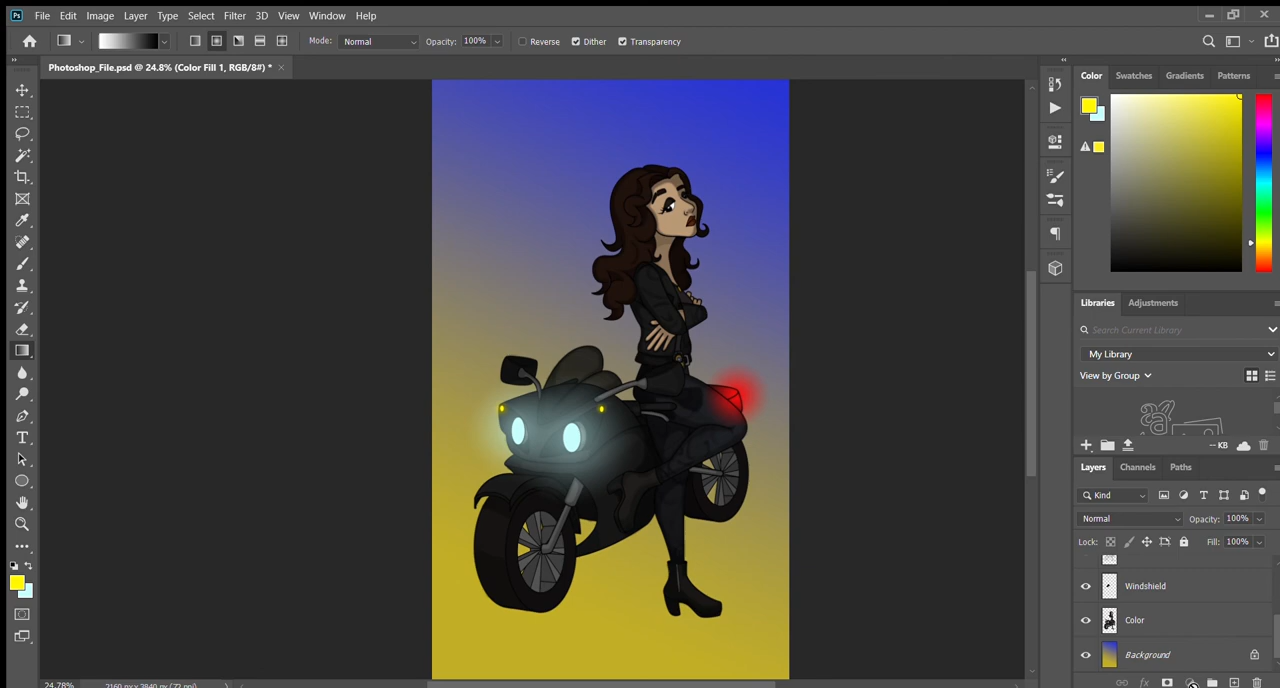 Ps File Edit Image Layer Type Select Filter 3D View Window Help
Mode: Normal Opacity: 100% Reverse Dither Transparency
Photoshop_File.psd @ 24.8% (Color Fill 1, RGB/8#) *
Color Swatches Gradients Patterns
Libraries Adjustments
Search Current Library
My Library
View by Group
-- KB
Layers Channels Paths
Kind
Normal Opacity: 100%
Lock: Fill: 100%
Windshield
Color
Background
24.78% 2160 px x 3840 px (72 ppi)